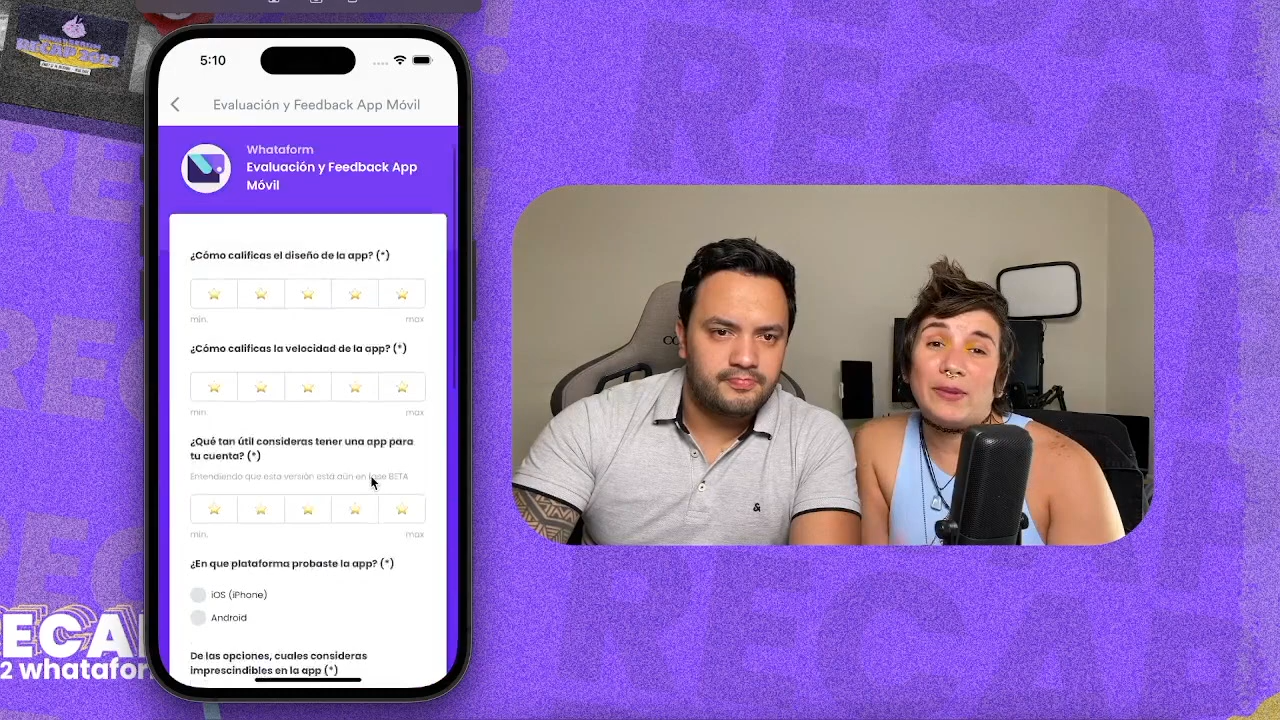 5:10
Evaluación y Feedback App Móvil
Whataform
Evaluación y Feedback App
Móvil
¿Cómo calificas el diseño de la app? (*)
min.
max
¿Cómo calificas la velocidad de la app? (*)
min.
max
¿Qué tan útil consideras tener una app para
tu cuenta? (*)
Entendiendo que esta versión está aún en fase BETA
min.
max
¿En que plataforma probaste la app? (*)
iOS (iPhone)
Android
De las opciones, cuales consideras
imprescindibles en la app (*)
ECA
2 whatafor
&